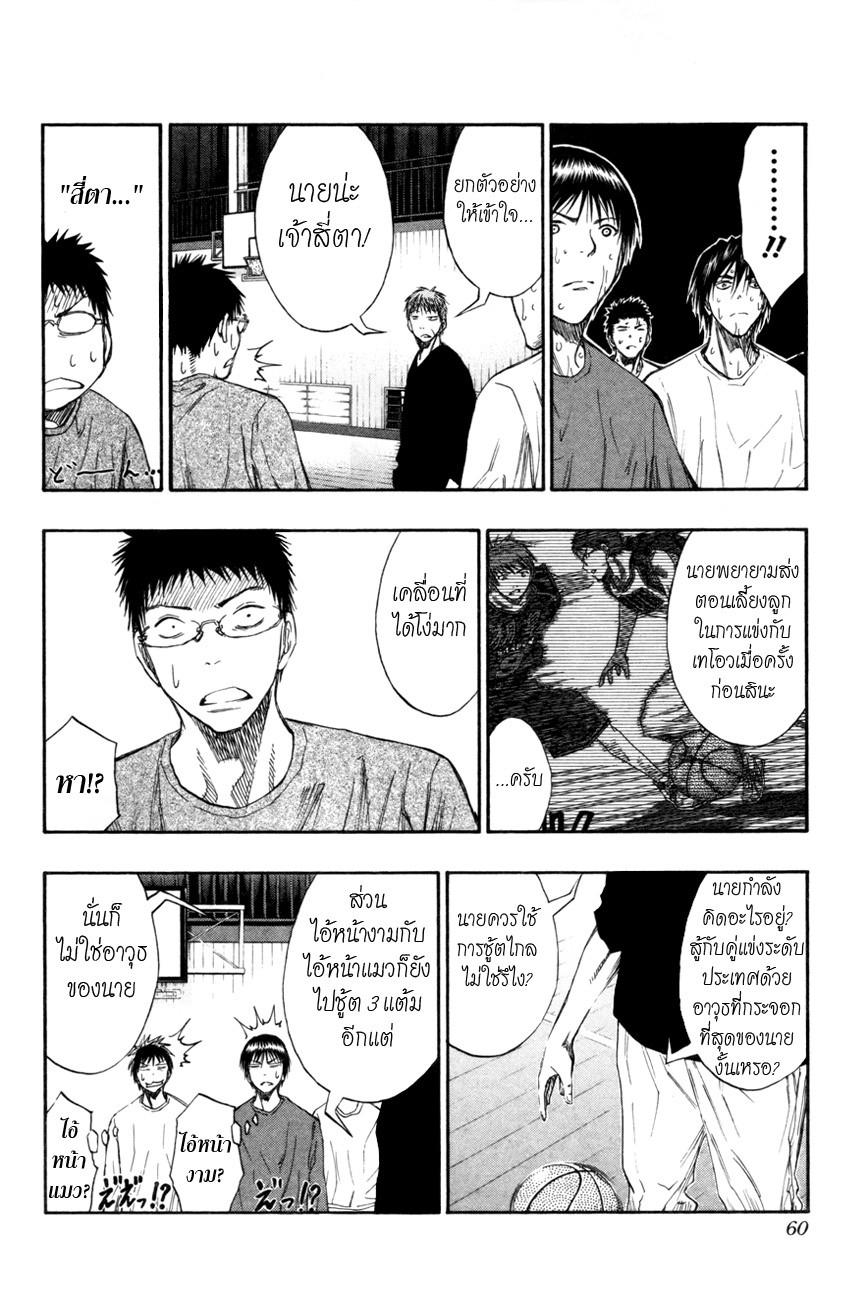 .........!!
ยกตัวอย่าง
ให้เข้าใจ...
นายน่ะ
เจ้าสี่ตา!
"สี่ตา..."
どーん...
นายพยายามส่ง
ตอนเลี้ยงลูก
ในการแข่งกับ
เทโอวเมื่อครั้ง
ก่อนสินะ
...ครับ
เคลื่อนที่
ได้โง่มาก
หา!?
นายกำลัง
คิดอะไรอยู่?
สู้กับคู่แข่งระดับ
ประเทศด้วย
อาวุธที่กระจอก
ที่สุดของนาย
งั้นเหรอ?
นายควรใช้
การชู้ตไกล
ไม่ใช่รึไง?
ส่วน
ไอ้หน้างามกับ
ไอ้หน้าแมวก็ยัง
ไปชู้ต 3 แต้ม
อีกแต่
นั่นก็
ไม่ใช่อาวุธ
ของนาย
ไอ้หน้า
งาม?
えっ!?
ไอ้
หน้า
แมว?
ええっ!?
60